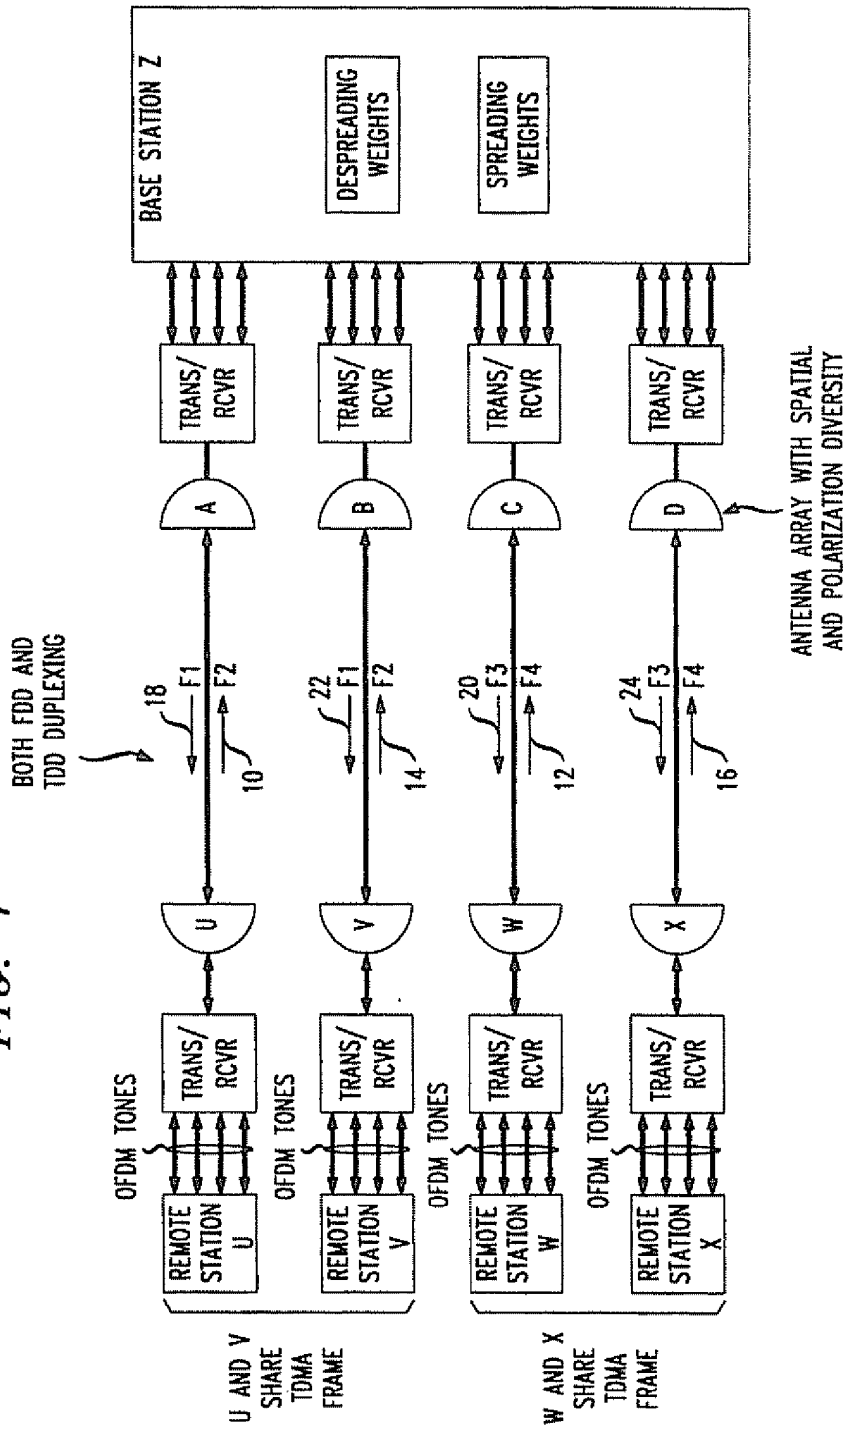 FIG.
BOTH FDD AND
TDD DUPLEXING
U AND V
SHARE
TDMA
FRAME
REMOTE
STATION
U
OFDM TONES
TRANS/
RCVR
U
18
F1
10
F2
A
TRANS/
RCVR
BASE STATION Z
REMOTE
STATION
V
OFDM TONES
TRANS/
RCVR
V
22
F1
14
F2
B
TRANS/
RCVR
DESPREADING
WEIGHTS
W AND X
SHARE
TDMA
FRAME
REMOTE
STATION
W
OFDM TONES
TRANS/
RCVR
W
20
F3
12
F4
C
TRANS/
RCVR
SPREADING
WEIGHTS
REMOTE
STATION
X
OFDM TONES
TRANS/
RCVR
X
24
F3
16
F4
D
TRANS/
RCVR
ANTENNA ARRAY WITH SPATIAL
AND POLARIZATION DIVERSITY